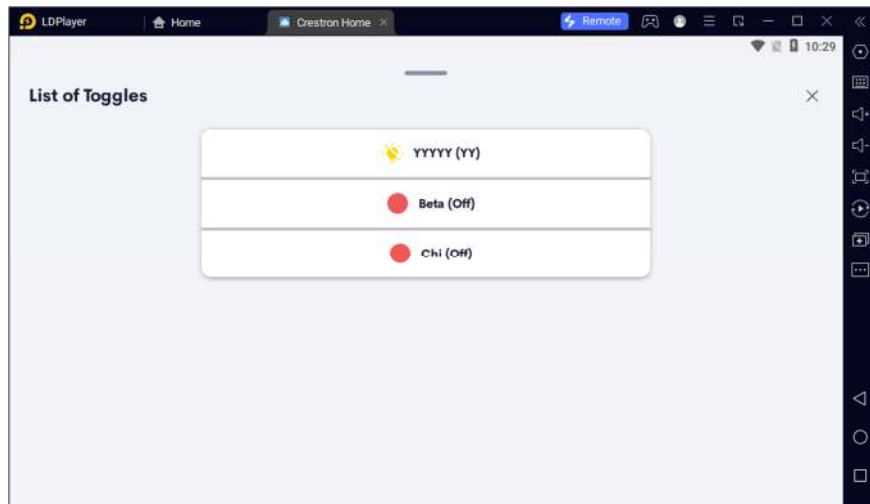 LDPlayer
Home
Crestron Home
Remote
10:29
List of Toggles
YYYYY (YY)
Beta (Off)
Chi (Off)